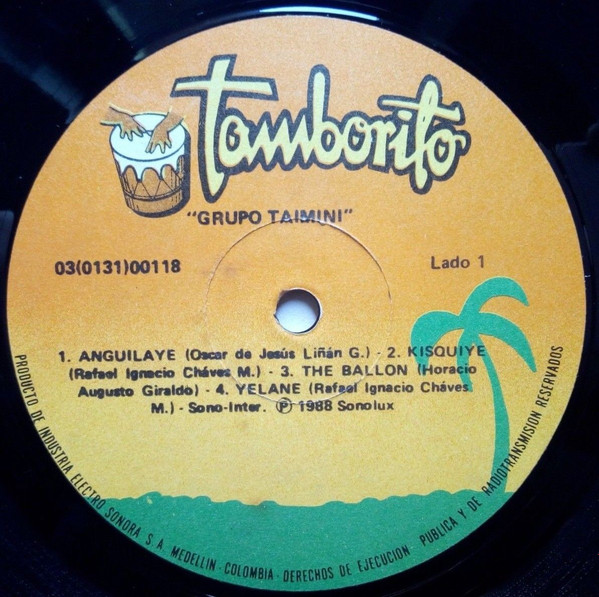 Tamborito
"GRUPO TAIMINI"
03(0131)00118
Lado 1
1. ANGUILAYE (Oscar de Jesús Liñán G.) - 2. KISQUIYE
(Rafael Ignacio Cháves M.) - 3. THE BALLON (Horacio
Augusto Giraldo) - 4. YELANE (Rafael Ignacio Cháves
M.) - Sono-Inter. Ⓟ 1988 Sonolux
PRODUCTO DE INDUSTRIA ELECTRO SONORA S.A. MEDELLIN - COLOMBIA - DERECHOS DE EJECUCION PUBLICA Y DE RADIOTRANSMISION RESERVADOS